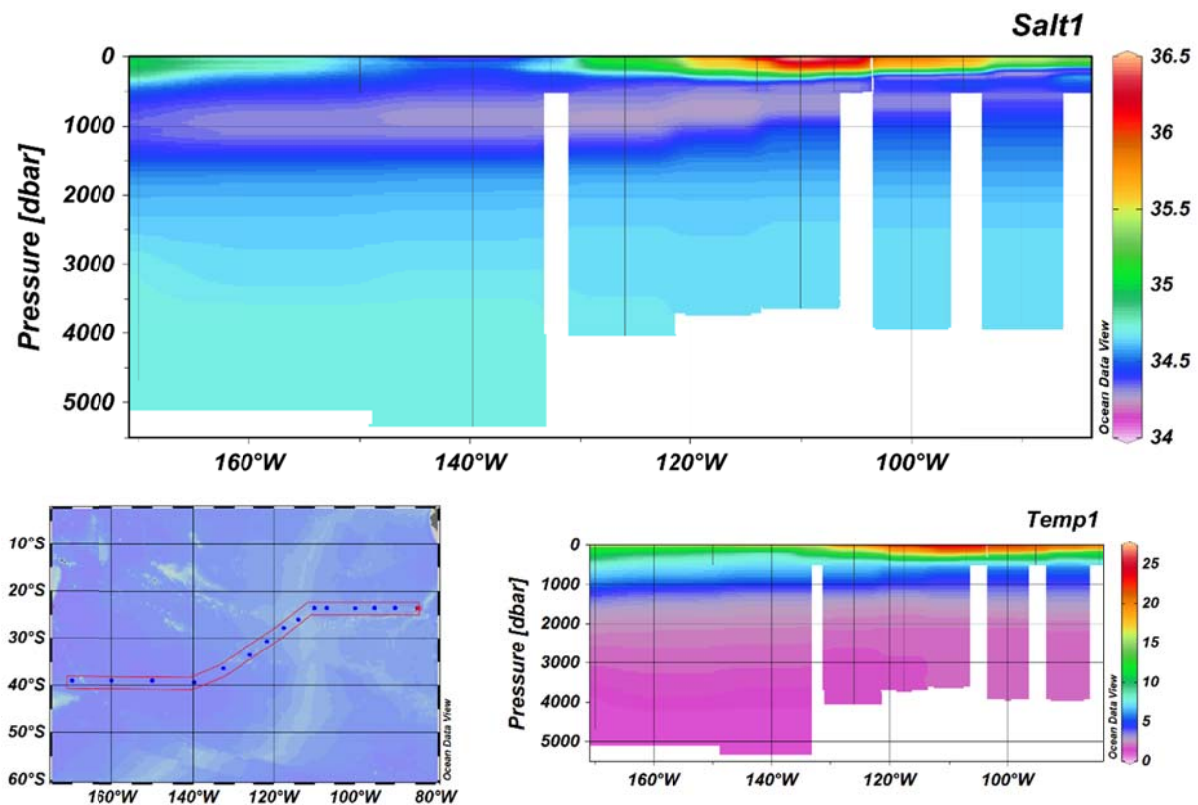 Salt1
0
1000
2000
3000
4000
5000
Pressure [dbar]
160°W 140°W 120°W 100°W
36.5
36
35.5
35
34.5
34
Ocean Data View
10°S
20°S
30°S
40°S
50°S
60°S
160°W 140°W 120°W 100°W 80°W
Ocean Data View
Temp1
0
1000
2000
3000
4000
5000
Pressure [dbar]
160°W 140°W 120°W 100°W
25
20
15
10
5
0
Ocean Data View